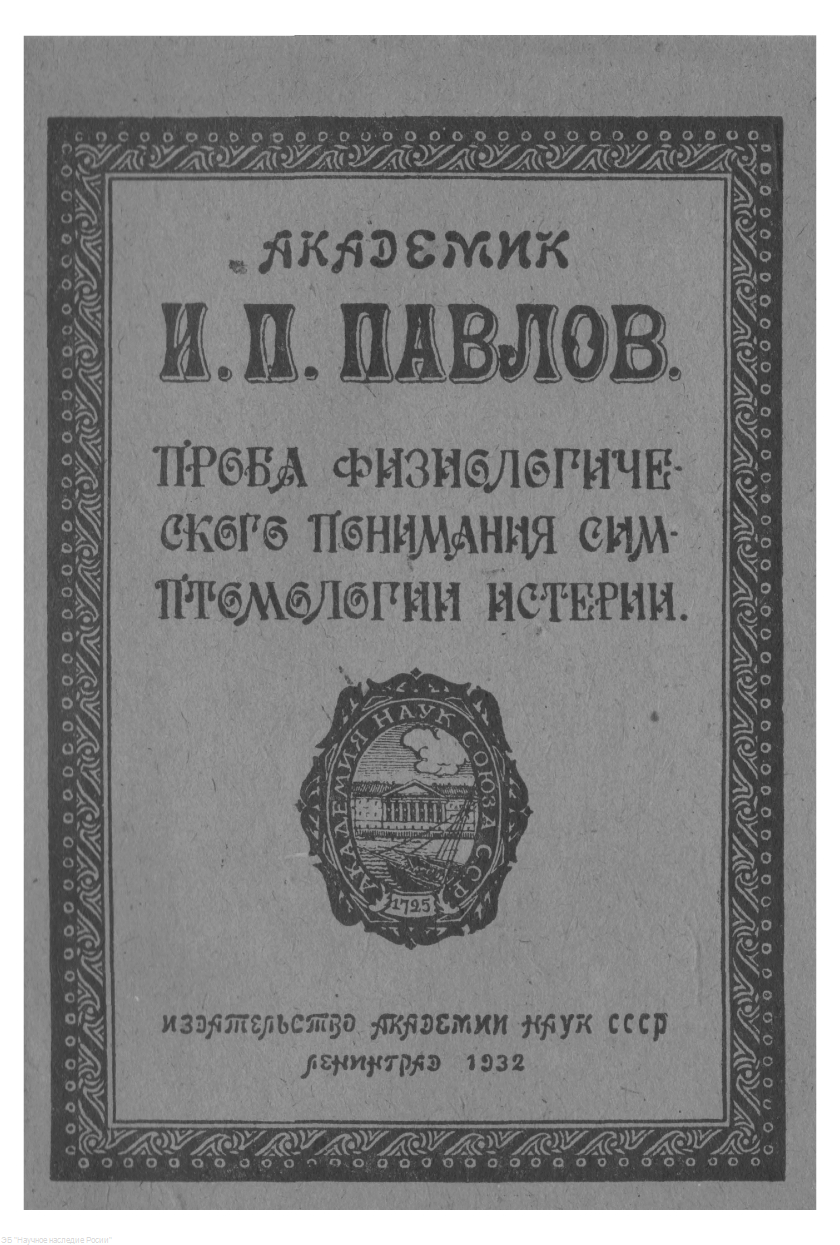 АКАДЕМИК
И. П. ПАВЛОВ.
ПРОБА ФИЗИОЛОГИЧЕ-
СКОГО ПОНИМАНИЯ СИМ-
ПТОМОЛОГИИ ИСТЕРИИ.
АКАДЕМИЯ НАУК СОЮЗА ССР
1725
ИЗДАТЕЛЬСТВО АКАДЕМИИ НАУК СССР
ЛЕНИНГРАД 1932
ЭБ "Научное наследие России"